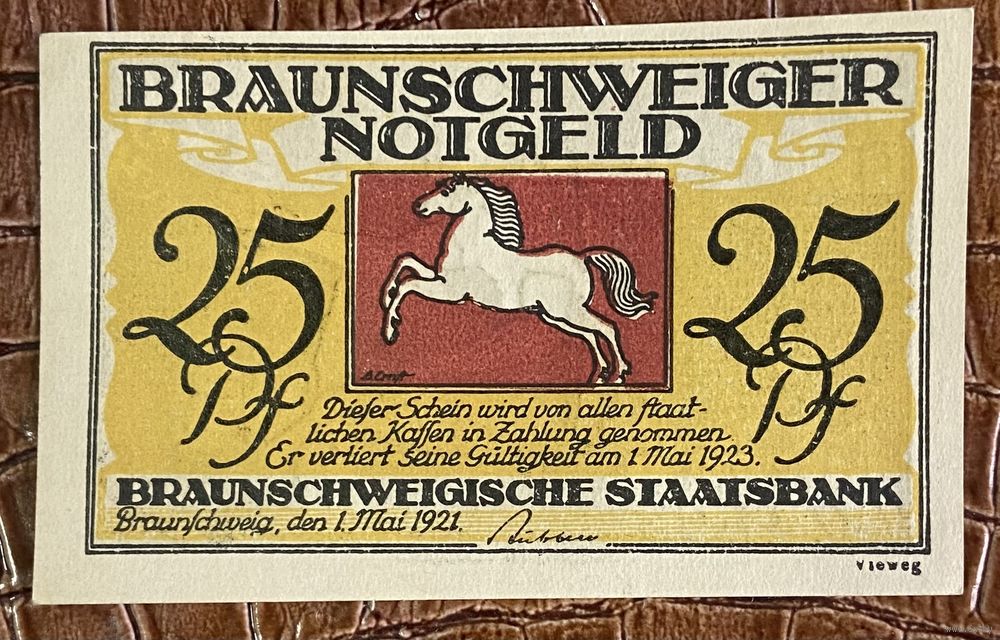 BRAUNSCHWEIGER
NOTGELD
25 Pf
25 Pf
Dieſer Schein wird von allen ſtaat-
lichen Kaſſen in Zahlung genommen.
Er verliert ſeine Gültigkeit am 1. Mai 1923.
BRAUNSCHWEIGISCHE STAATSBANK
Braunſchweig, den 1. Mai 1921.
Vieweg